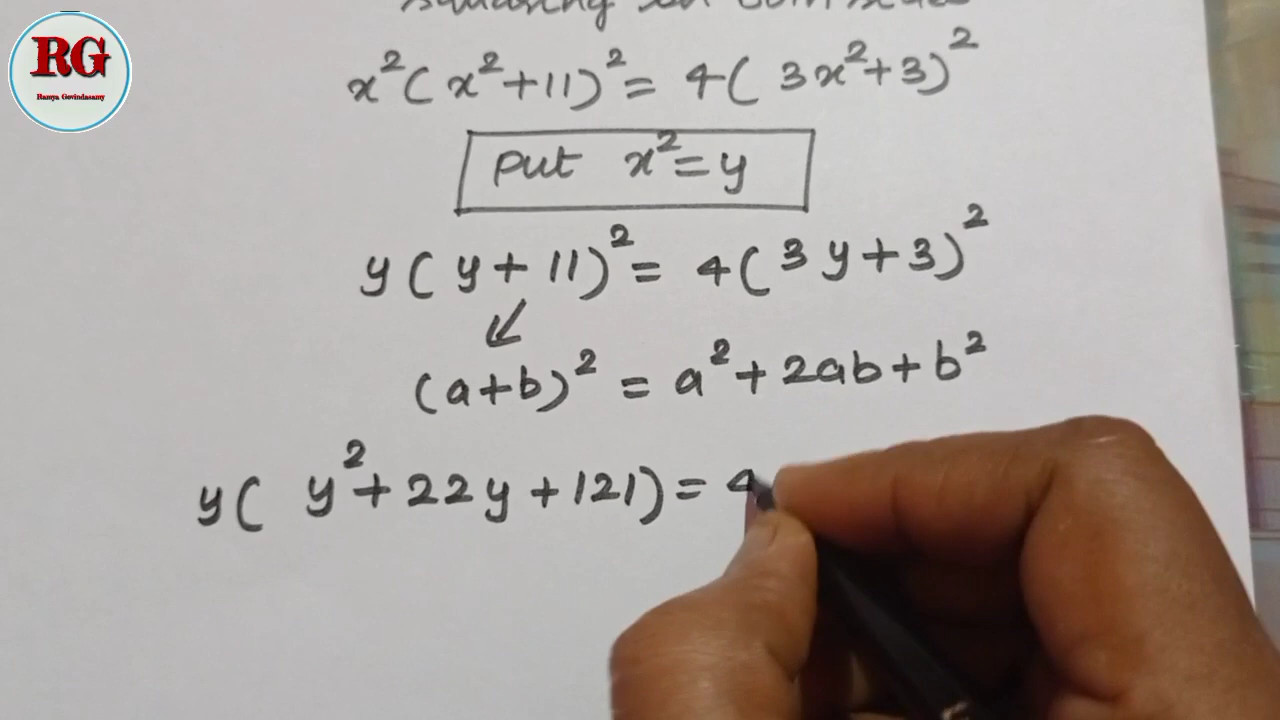 RG
Ramya Govindasamy
x²(x²+11)²= 4(3x²+3)²
Put x²=y
y(y+11)²= 4(3y+3)²
↙
(a+b)² = a²+2ab+b²
y(y²+22y+121)= 4